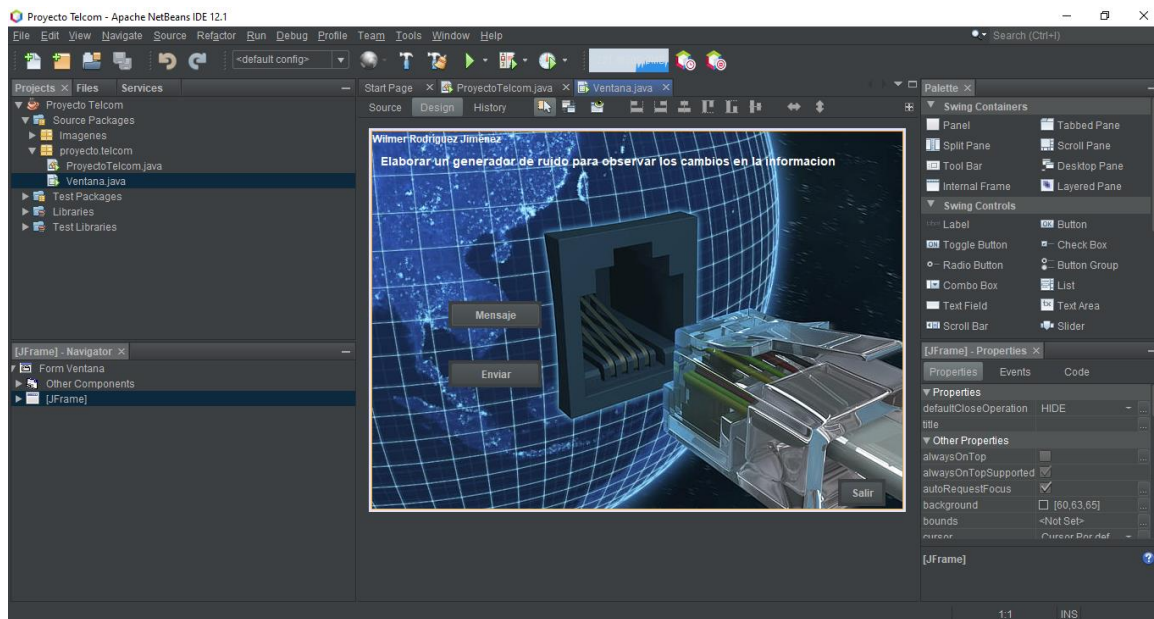 Proyecto Telcom - Apache NetBeans IDE 12.1
File Edit View Navigate Source Refactor Run Debug Profile Team Tools Window Help
Search (Ctrl+I)
<default config>
Projects Files Services
Proyecto Telcom
Source Packages
Imagenes
proyecto.telcom
ProyectoTelcom.java
Ventana.java
Test Packages
Libraries
Test Libraries
[JFrame] - Navigator
Form Ventana
Other Components
[JFrame]
Start Page ProyectoTelcom.java Ventana.java
Source Design History
Wilmer Rodriguez Jimenez
Elaborar un generador de ruido para observar los cambios en la informacion
Mensaje
Enviar
Salir
Palette
Swing Containers
Panel Tabbed Pane
Split Pane Scroll Pane
Tool Bar Desktop Pane
Internal Frame Layered Pane
Swing Controls
Label Button
Toggle Button Check Box
Radio Button Button Group
Combo Box List
Text Field Text Area
Scroll Bar Slider
[JFrame] - Properties
Properties Events Code
Properties
defaultCloseOperation HIDE
title
Other Properties
alwaysOnTop
alwaysOnTopSupported
autoRequestFocus
background [60,63,65]
bounds <Not Set>
cursor Cursor Por def
[JFrame]
1:1 INS